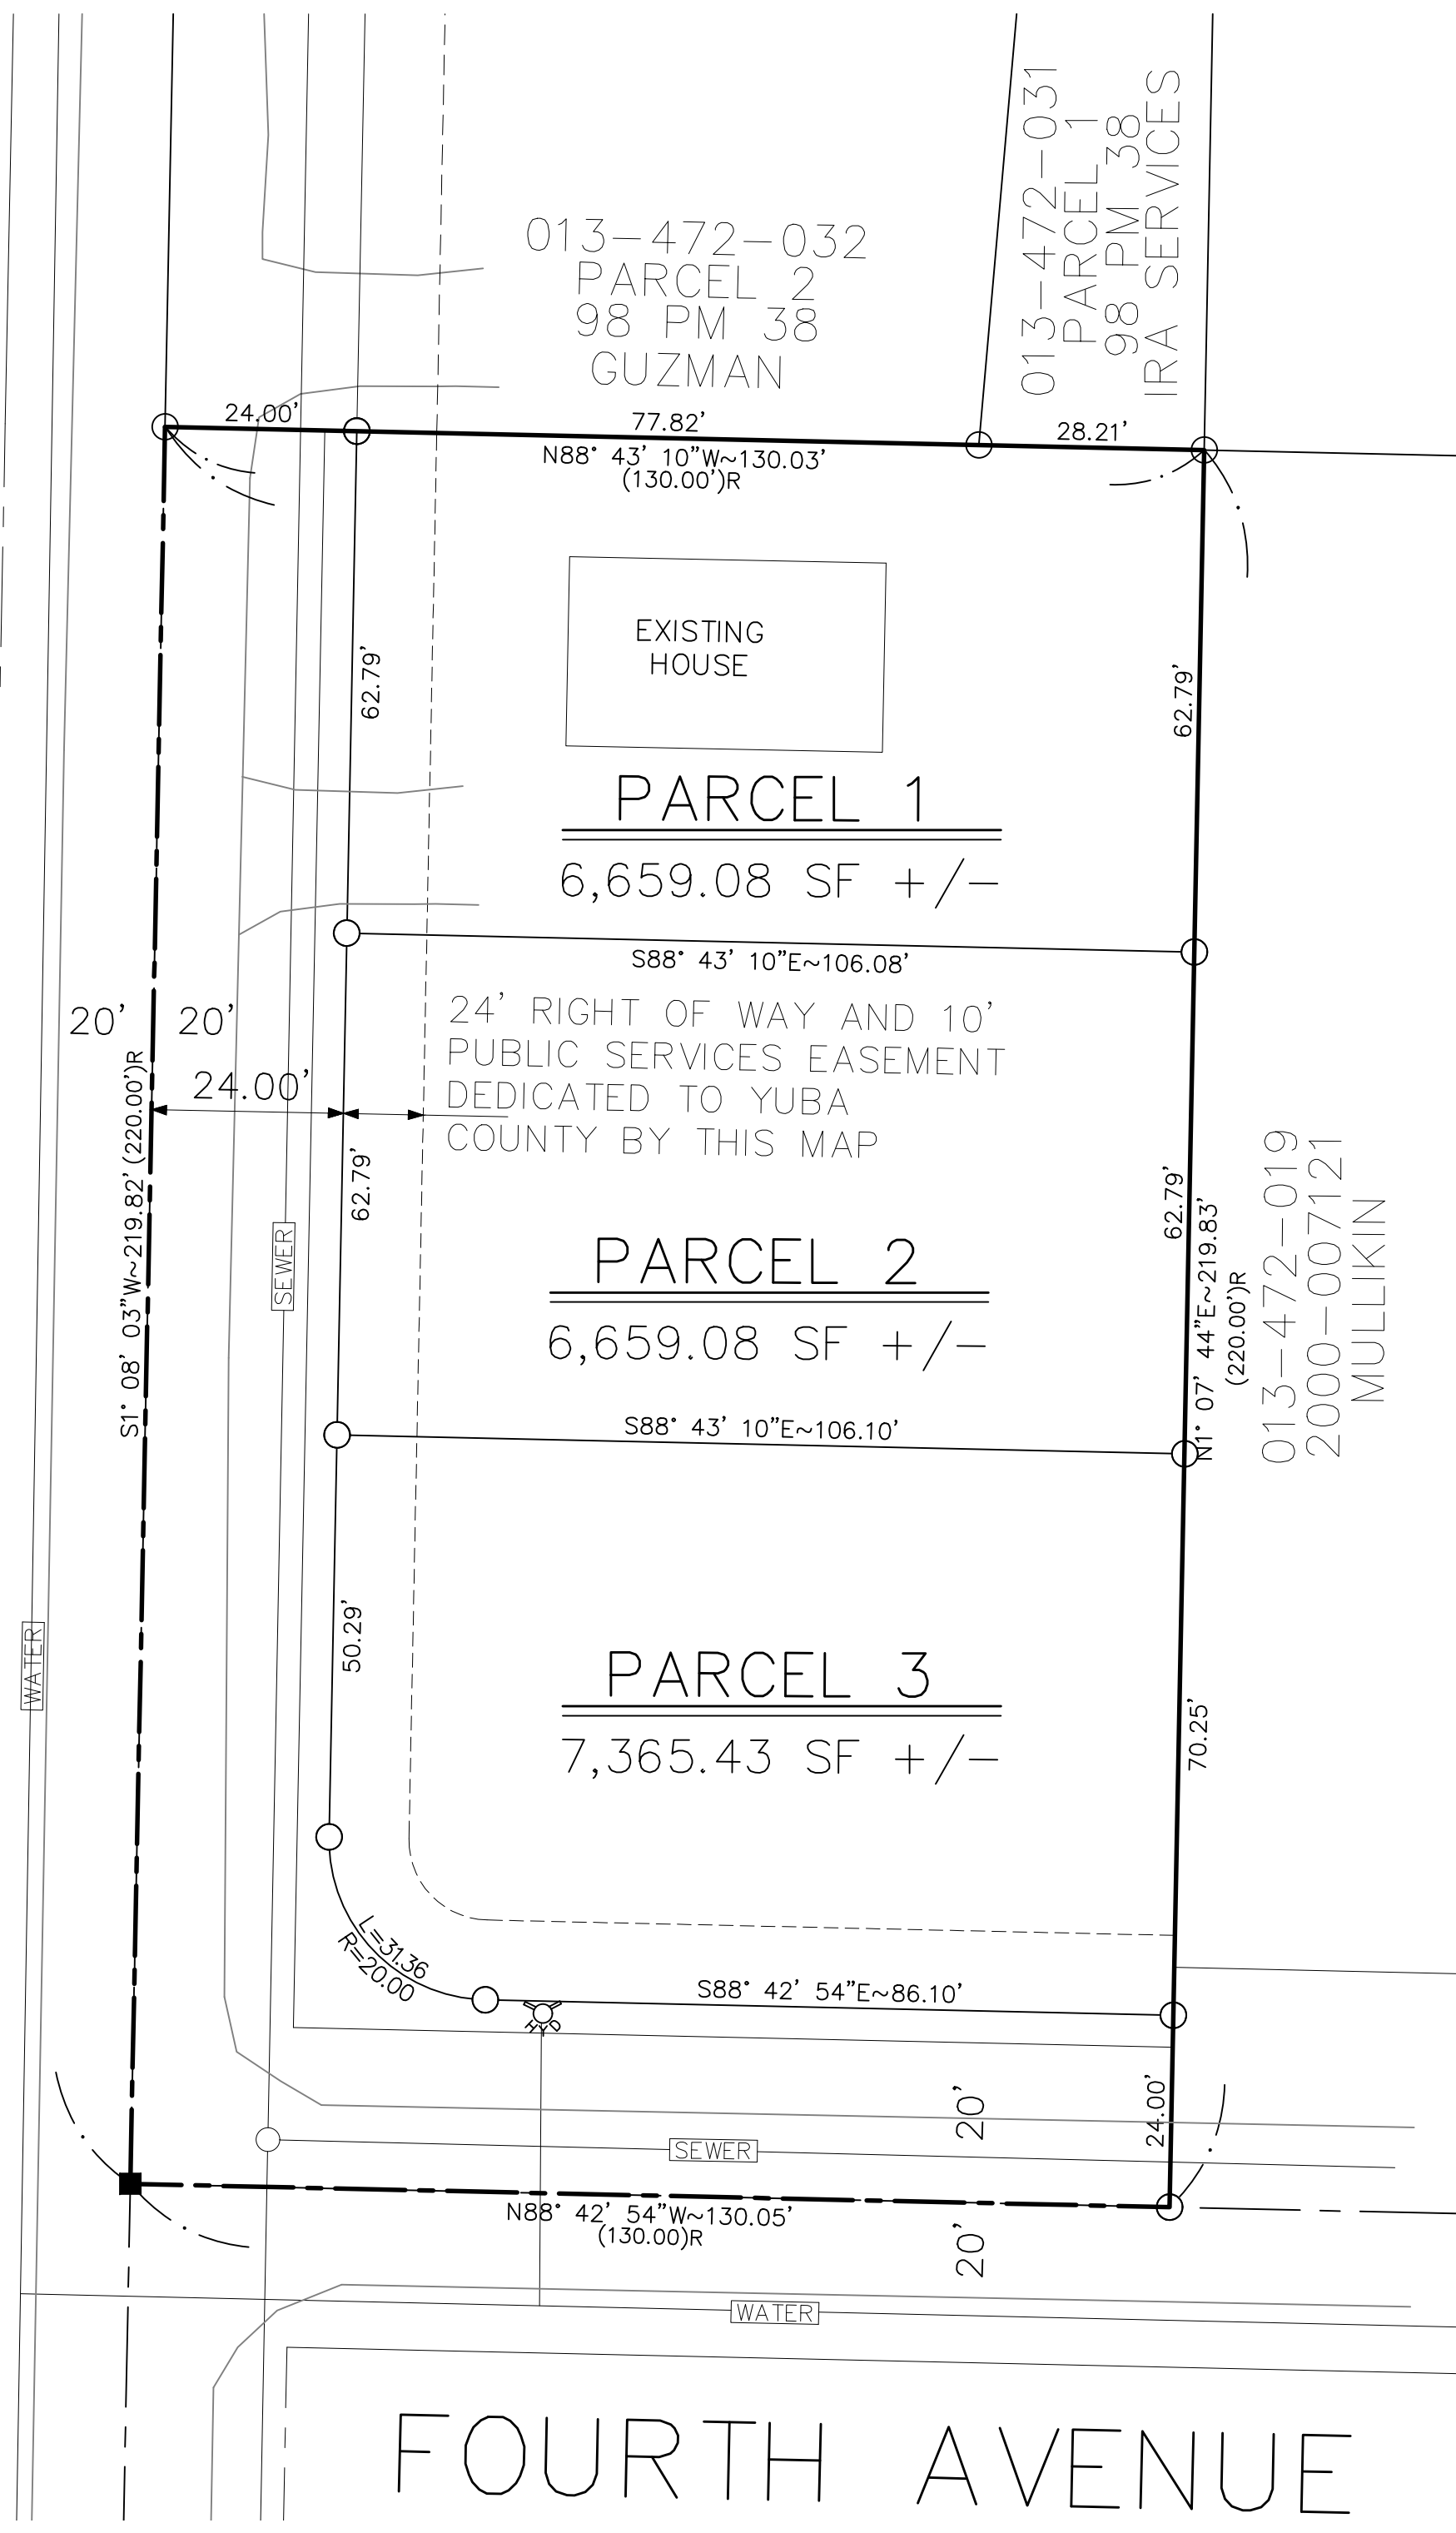 013-472-031
PARCEL 1
98 PM 38
IRA SERVICES
013-472-032
PARCEL 2
98 PM 38
GUZMAN
24.00'
77.82'
28.21'
N88° 43' 10"W~130.03'
(130.00')R
EXISTING
HOUSE
62.79'
62.79'
PARCEL 1
6,659.08 SF +/-
S88° 43' 10"E~106.08'
20'
20'
24' RIGHT OF WAY AND 10'
PUBLIC SERVICES EASEMENT
DEDICATED TO YUBA
COUNTY BY THIS MAP
24.00'
S1° 08' 03"W~219.82' (220.00')R
62.79'
62.79'
N1° 07' 44"E~219.83'
(220.00')R
013-472-019
2000-007121
MULLIKIN
SEWER
PARCEL 2
6,659.08 SF +/-
S88° 43' 10"E~106.10'
50.29'
WATER
PARCEL 3
7,365.43 SF +/-
70.25'
L=31.36
R=20.00
S88° 42' 54"E~86.10'
HYD
20'
24.00'
SEWER
N88° 42' 54"W~130.05'
(130.00)R
20'
WATER
FOURTH AVENUE